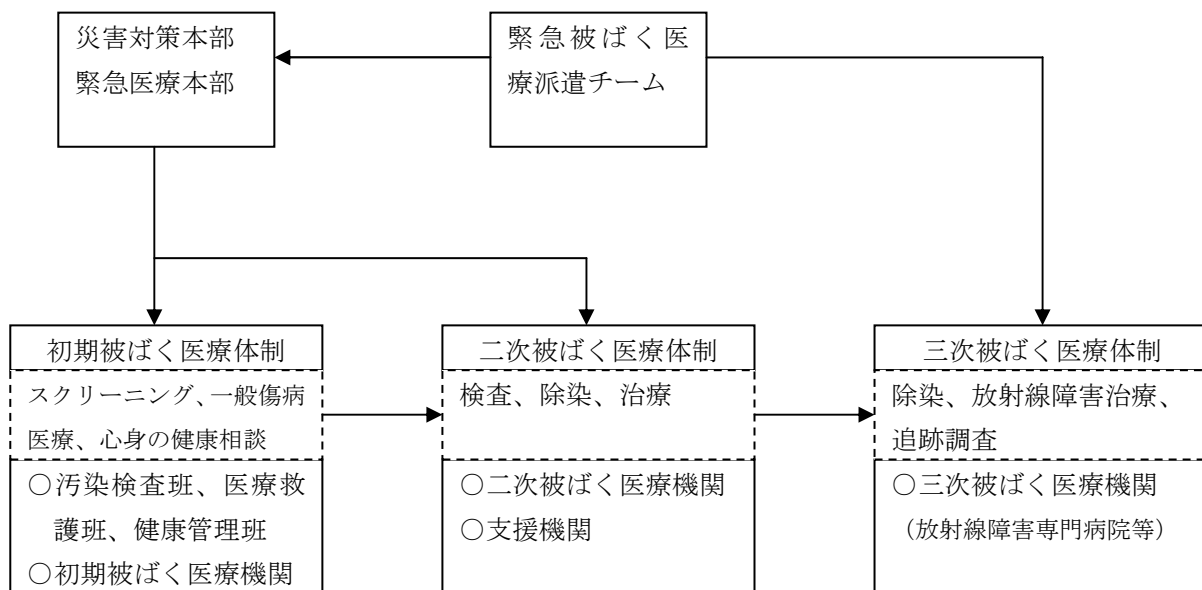 災害対策本部
緊急医療本部
緊急被ばく医
療派遣チーム
初期被ばく医療体制
スクリーニング、一般傷病
医療、心身の健康相談
○汚染検査班、医療救
護班、健康管理班
○初期被ばく医療機関
二次被ばく医療体制
検査、除染、治療
○二次被ばく医療機関
○支援機関
三次被ばく医療体制
除染、放射線障害治療、
追跡調査
○三次被ばく医療機関
（放射線障害専門病院等）